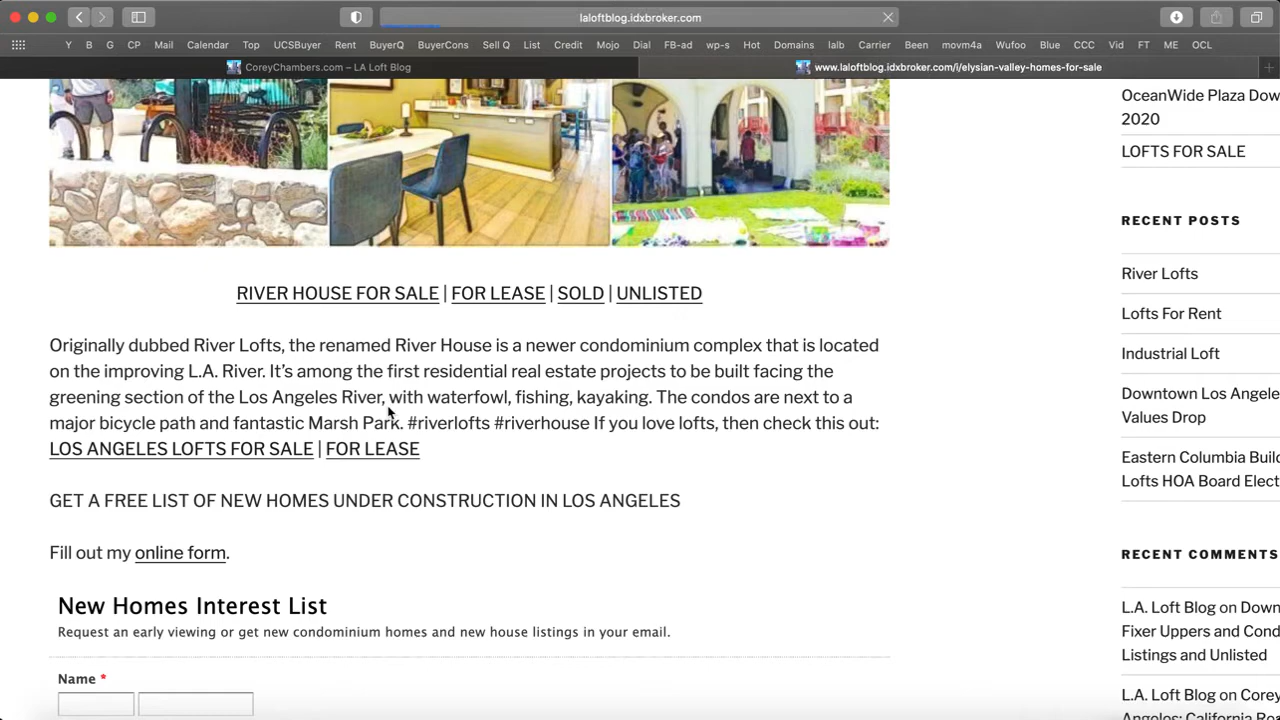 laloftblog.idxbroker.com
Y B G CP Mail Calendar Top UCSBuyer Rent BuyerQ BuyerCons Sell Q List Credit Mojo Dial FB-ad wp-s Hot Domains lalb Carrier Been movm4a Wufoo Blue CCC Vid FT ME OCL
CoreyChambers.com – LA Loft Blog
www.laloftblog.idxbroker.com/i/elysian-valley-homes-for-sale
RIVER HOUSE FOR SALE | FOR LEASE | SOLD | UNLISTED
Originally dubbed River Lofts, the renamed River House is a newer condominium complex that is located
on the improving L.A. River. It’s among the first residential real estate projects to be built facing the
greening section of the Los Angeles River, with waterfowl, fishing, kayaking. The condos are next to a
major bicycle path and fantastic Marsh Park. #riverlofts #riverhouse If you love lofts, then check this out:
LOS ANGELES LOFTS FOR SALE | FOR LEASE
GET A FREE LIST OF NEW HOMES UNDER CONSTRUCTION IN LOS ANGELES
Fill out my online form.
New Homes Interest List
Request an early viewing or get new condominium homes and new house listings in your email.
Name *
OceanWide Plaza Dow
2020
LOFTS FOR SALE
RECENT POSTS
River Lofts
Lofts For Rent
Industrial Loft
Downtown Los Angele
Values Drop
Eastern Columbia Buil
Lofts HOA Board Elect
RECENT COMMENTS
L.A. Loft Blog on Down
Fixer Uppers and Cond
Listings and Unlisted
L.A. Loft Blog on Corey
Angeles: California Rea